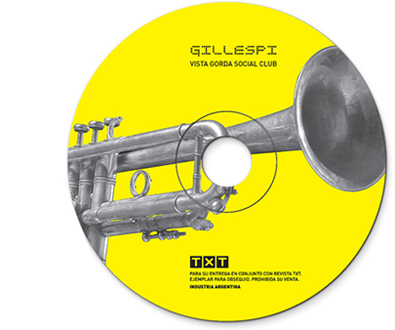 GILLESPI
VISTA GORDA SOCIAL CLUB
TXT
PARA SU ENTREGA EN CONJUNTO CON REVISTA TXT.
EJEMPLAR PARA OBSEQUIO. PROHIBIDA SU VENTA.
INDUSTRIA ARGENTINA